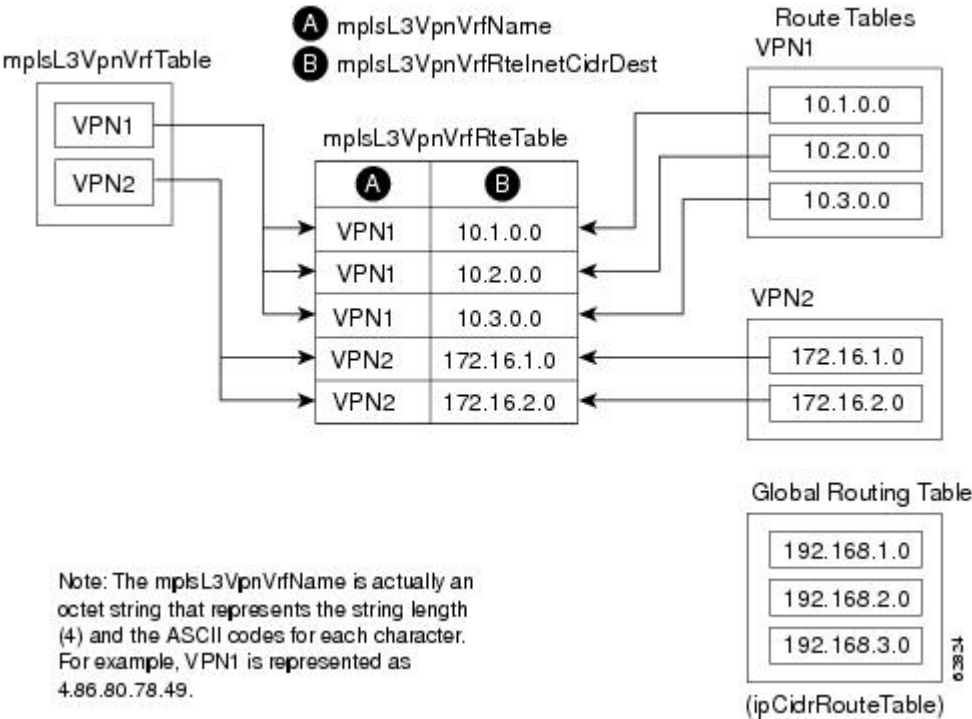 A mplsL3VpnVrfName
B mplsL3VpnVrfRteInetCidrDest
mplsL3VpnVrfTable
VPN1
VPN2
mplsL3VpnVrfRteTable
A B
VPN1 10.1.0.0
VPN1 10.2.0.0
VPN1 10.3.0.0
VPN2 172.16.1.0
VPN2 172.16.2.0
Route Tables
VPN1
10.1.0.0
10.2.0.0
10.3.0.0
VPN2
172.16.1.0
172.16.2.0
Global Routing Table
192.168.1.0
192.168.2.0
192.168.3.0
(ipCidrRouteTable)
62824
Note: The mplsL3VpnVrfName is actually an
octet string that represents the string length
(4) and the ASCII codes for each character.
For example, VPN1 is represented as
4.86.80.78.49.